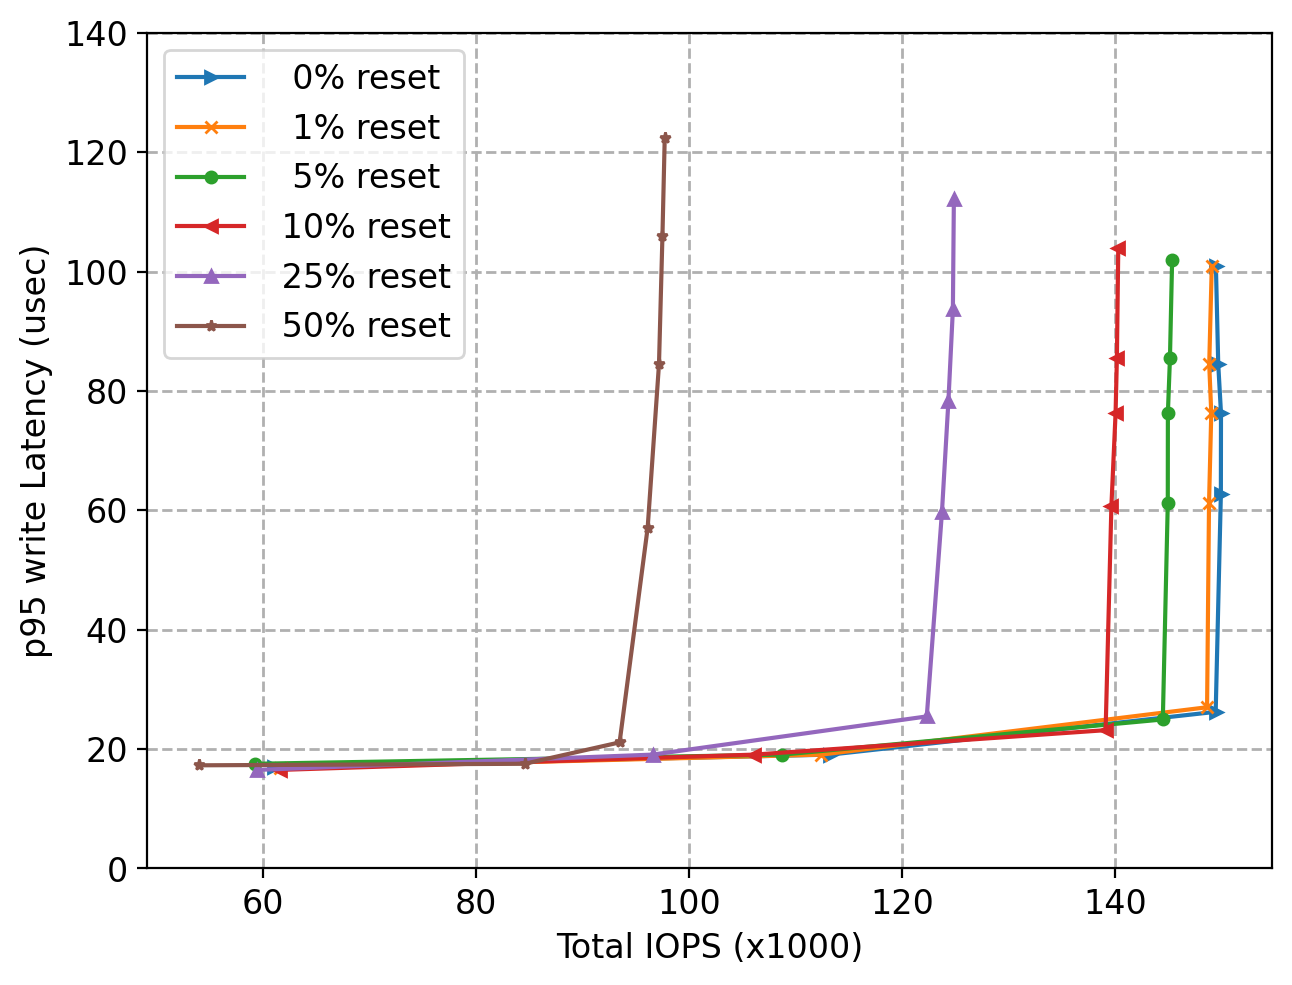 140
120
100
80
60
40
20
0
p95 write Latency (usec)
0% reset
1% reset
5% reset
10% reset
25% reset
50% reset
60 80 100 120 140
Total IOPS (x1000)